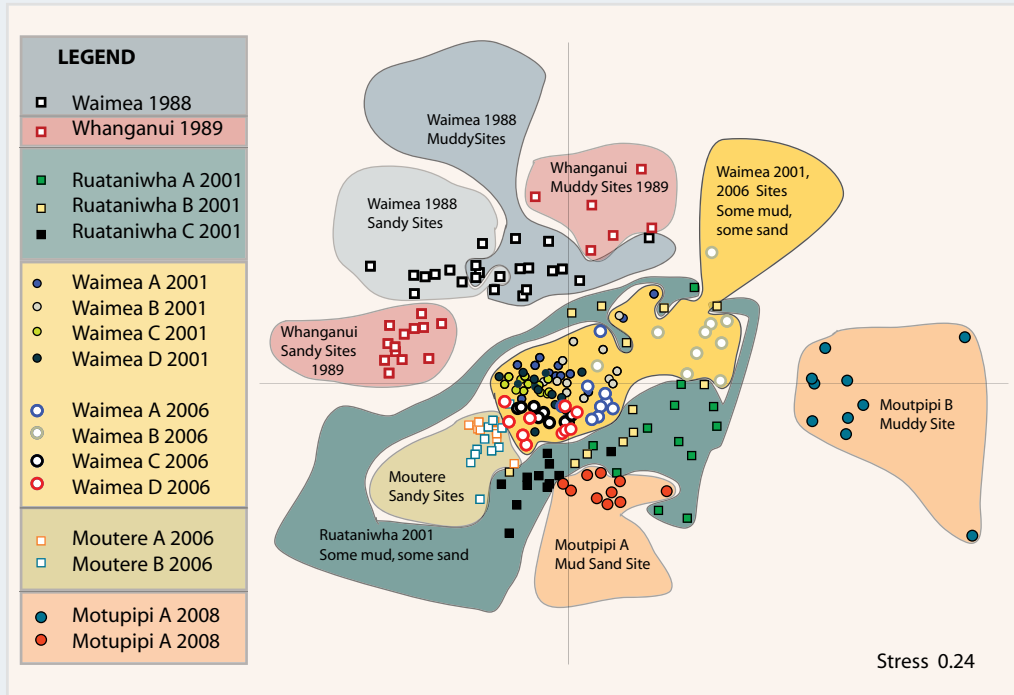 LEGEND
Waimea 1988
Whanganui 1989
Ruataniwha A 2001
Ruataniwha B 2001
Ruataniwha C 2001
Waimea A 2001
Waimea B 2001
Waimea C 2001
Waimea D 2001
Waimea A 2006
Waimea B 2006
Waimea C 2006
Waimea D 2006
Moutere A 2006
Moutere B 2006
Motupipi A 2008
Motupipi A 2008
Waimea 1988
MuddySites
Whanganui
Muddy Sites 1989
Waimea 2001,
2006 Sites
Some mud,
some sand
Waimea 1988
Sandy Sites
Whanganui
Sandy Sites
1989
Moutpipi B
Muddy Site
Moutere
Sandy Sites
Ruataniwha 2001
Some mud, some sand
Moutpipi A
Mud Sand Site
Stress 0.24